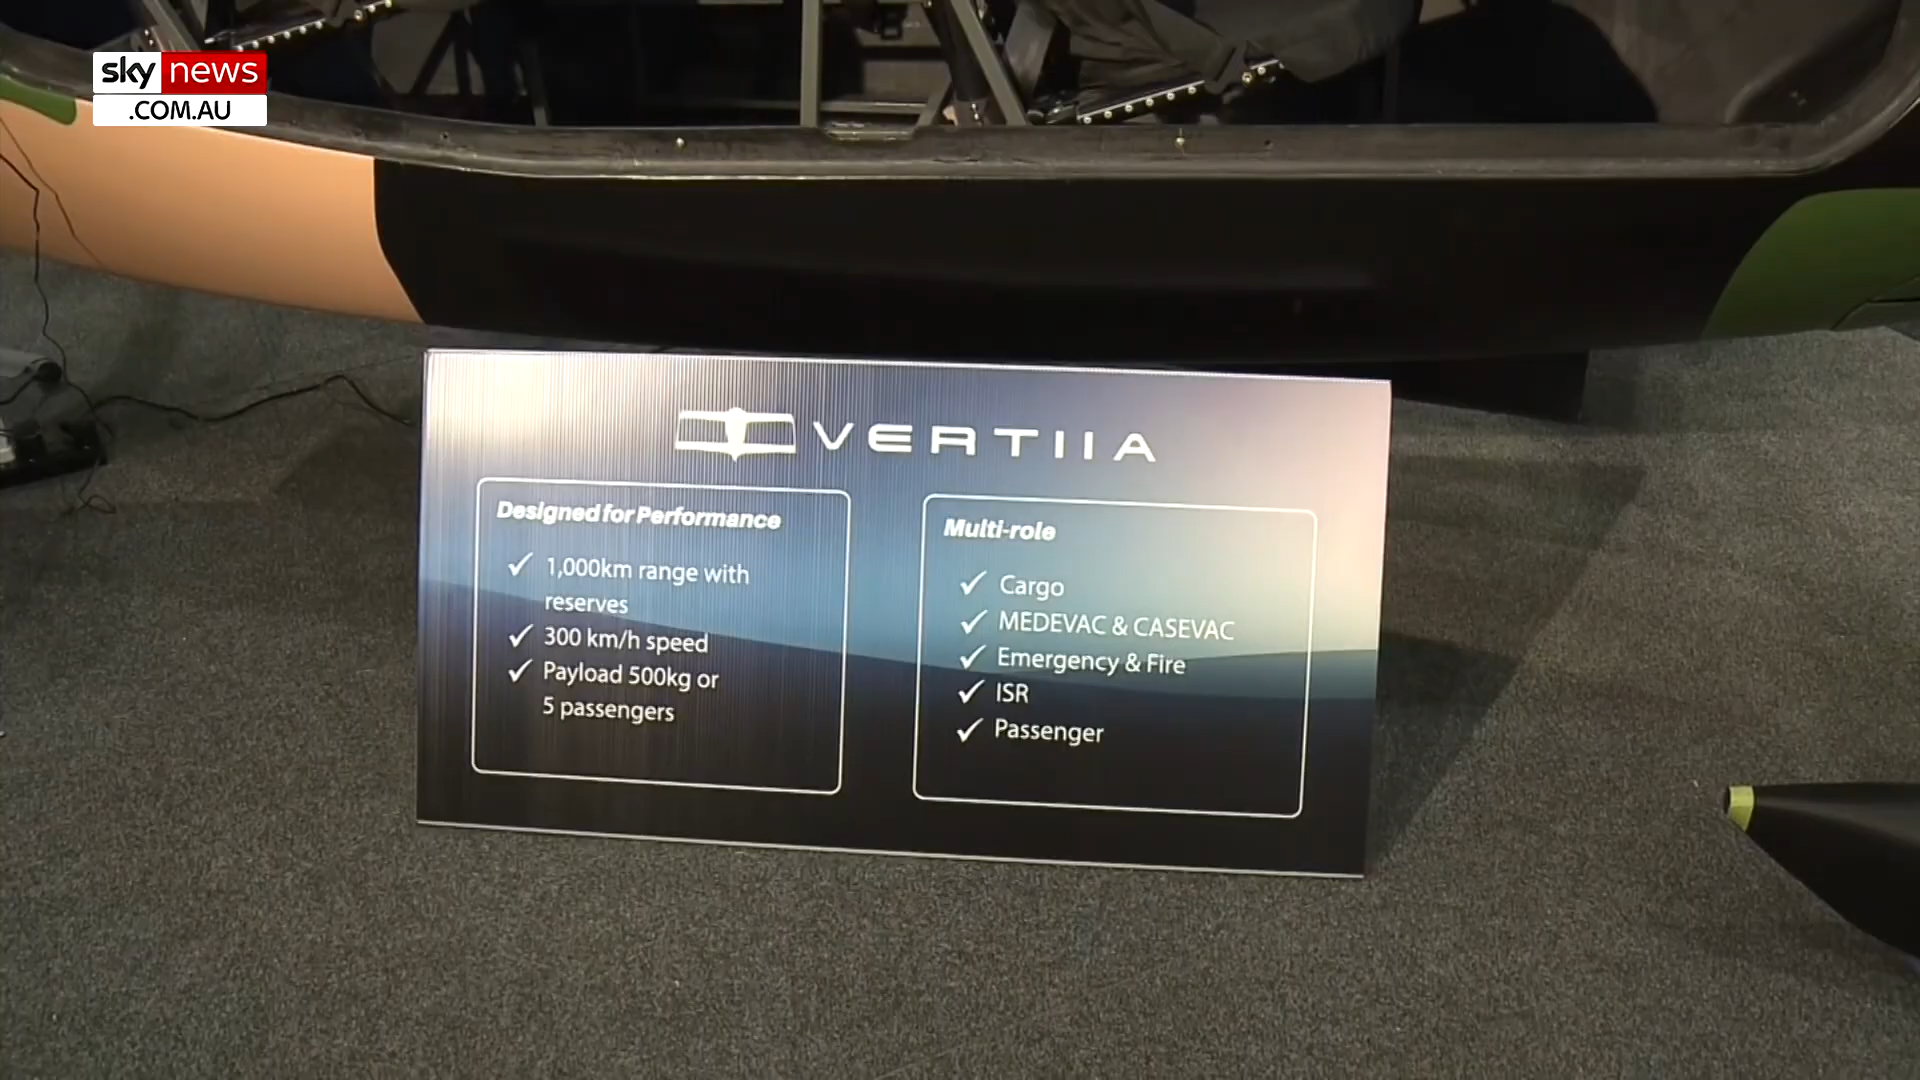 sky news
.COM.AU
VERTIIA
Designed for Performance
✓ 1,000km range with
reserves
✓ 300 km/h speed
✓ Payload 500kg or
5 passengers
Multi-role
✓ Cargo
✓ MEDEVAC & CASEVAC
✓ Emergency & Fire
✓ ISR
✓ Passenger